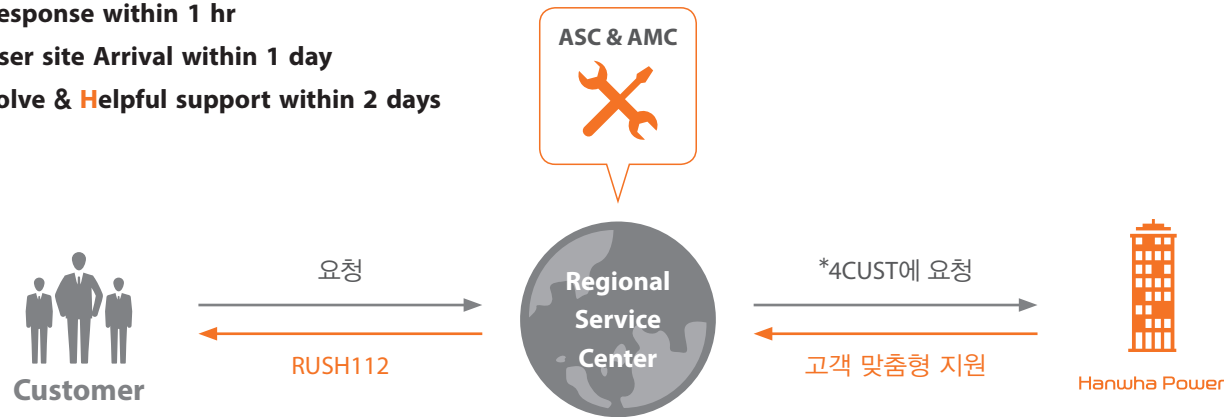 esponse within 1 hr
ser site Arrival within 1 day
olve & Helpful support within 2 days
ASC & AMC
요청
Regional
Service
Center
*4CUST에 요청
RUSH112
고객 맞춤형 지원
Customer
Hanwha Power